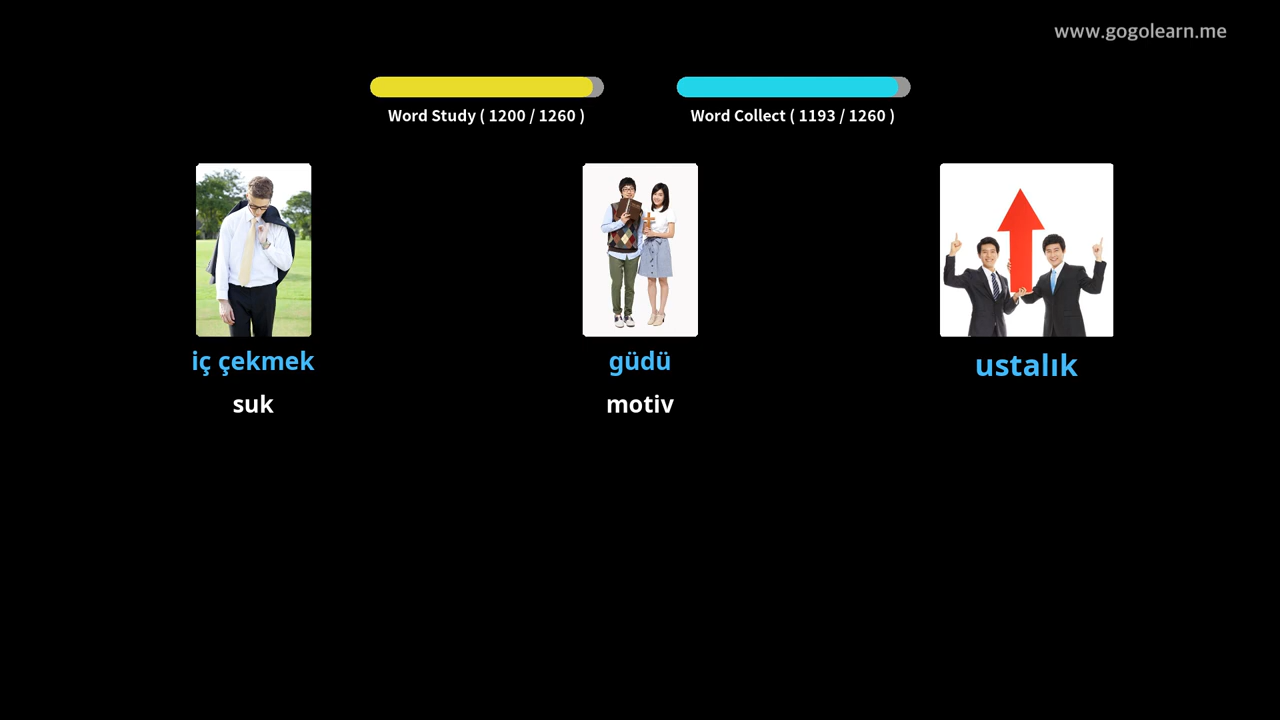 www.gogolearn.me
Word Study ( 1200 / 1260 )
Word Collect ( 1193 / 1260 )
iç çekmek
suk
güdü
motiv
ustalık